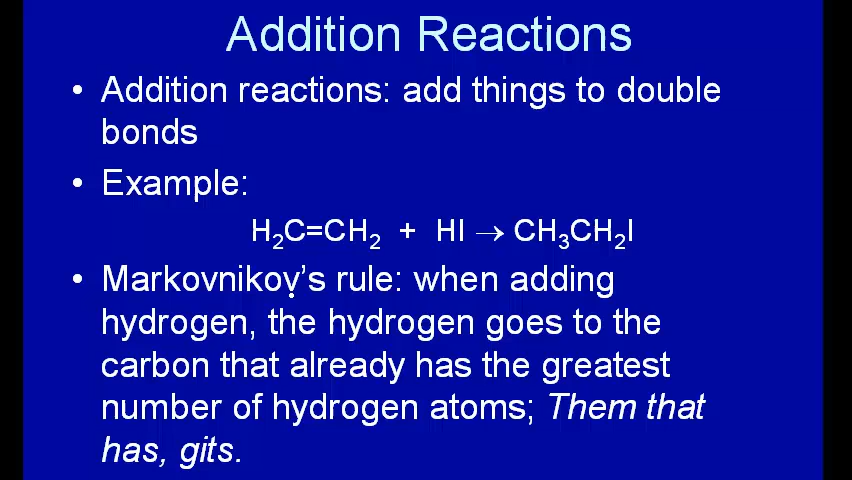 Addition Reactions
• Addition reactions: add things to double
bonds
• Example:
H₂C=CH₂ + HI → CH₃CH₂I
• Markovnikov's rule: when adding
hydrogen, the hydrogen goes to the
carbon that already has the greatest
number of hydrogen atoms; Them that
has, gits.